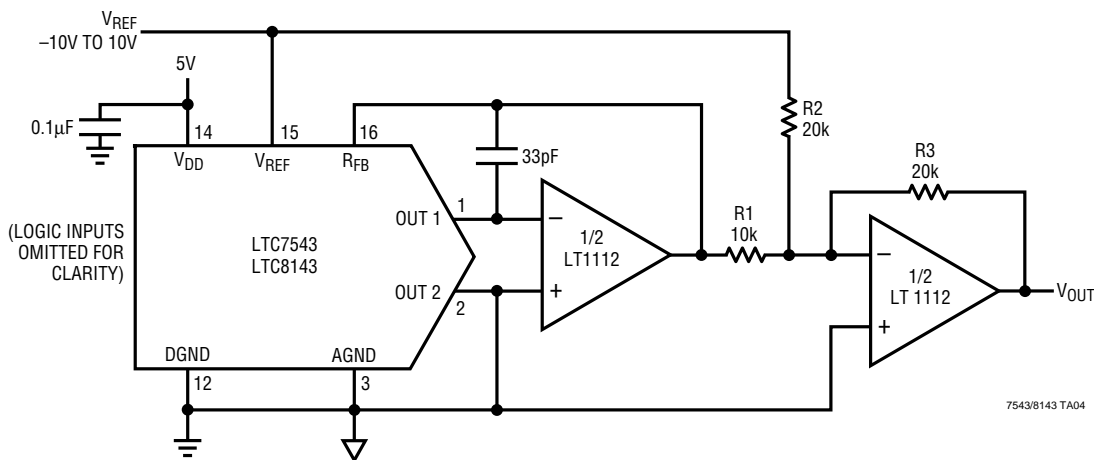 VREF
–10V TO 10V
5V
0.1µF
14
15
16
VDD
VREF
RFB
33pF
R2
20k
R3
20k
(LOGIC INPUTS
OMITTED FOR
CLARITY)
LTC7543
LTC8143
OUT 1
1
OUT 2
2
–
+
1/2
LT1112
R1
10k
–
+
1/2
LT 1112
VOUT
DGND
AGND
12
3
7543/8143 TA04